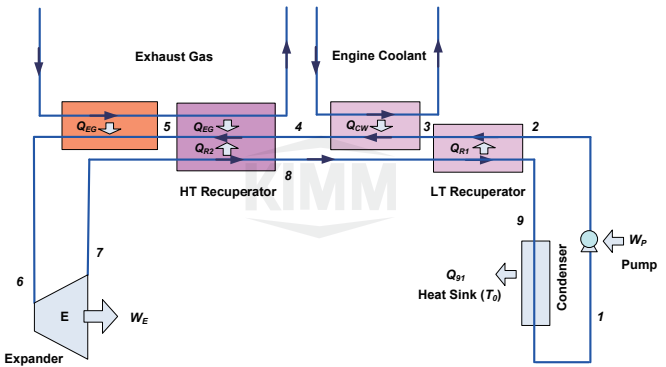 Exhaust Gas
Engine Coolant
Q_EG
5
Q_EG
4
Q_CW
3
2
Q_R2
Q_R1
8
HT Recuperator
LT Recuperator
KIMM
9
7
6
Q_91
Heat Sink (T_0)
Condenser
W_P
Pump
1
E
W_E
Expander